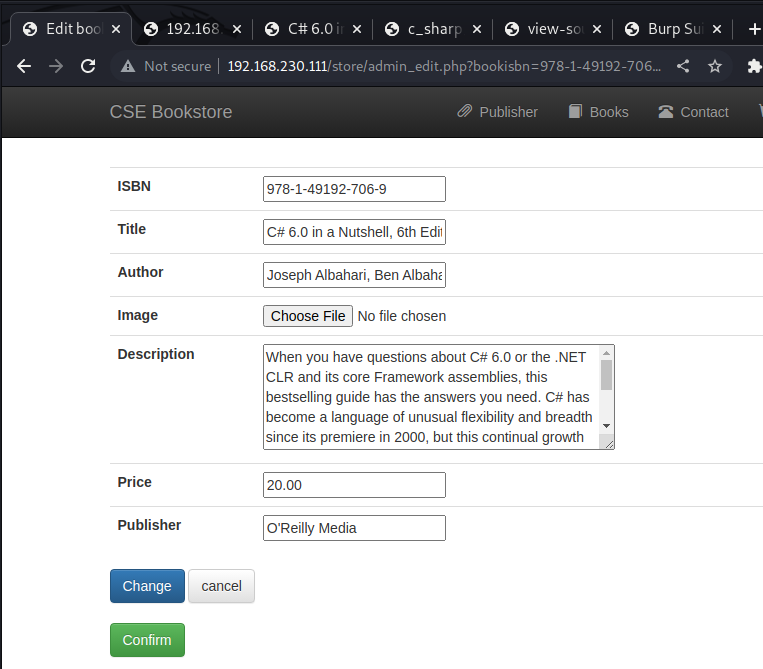 Edit boo
192.168.
C# 6.0 i
c_sharp
view-so
Burp Su
Not secure
192.168.230.111/store/admin_edit.php?bookisbn=978-1-49192-706...
CSE Bookstore
Publisher
Books
Contact
ISBN
978-1-49192-706-9
Title
C# 6.0 in a Nutshell, 6th Edit
Author
Joseph Albahari, Ben Albaha
Image
Choose File No file chosen
Description
When you have questions about C# 6.0 or the .NET
CLR and its core Framework assemblies, this
bestselling guide has the answers you need. C# has
become a language of unusual flexibility and breadth
since its premiere in 2000, but this continual growth
Price
20.00
Publisher
O'Reilly Media
Change
cancel
Confirm